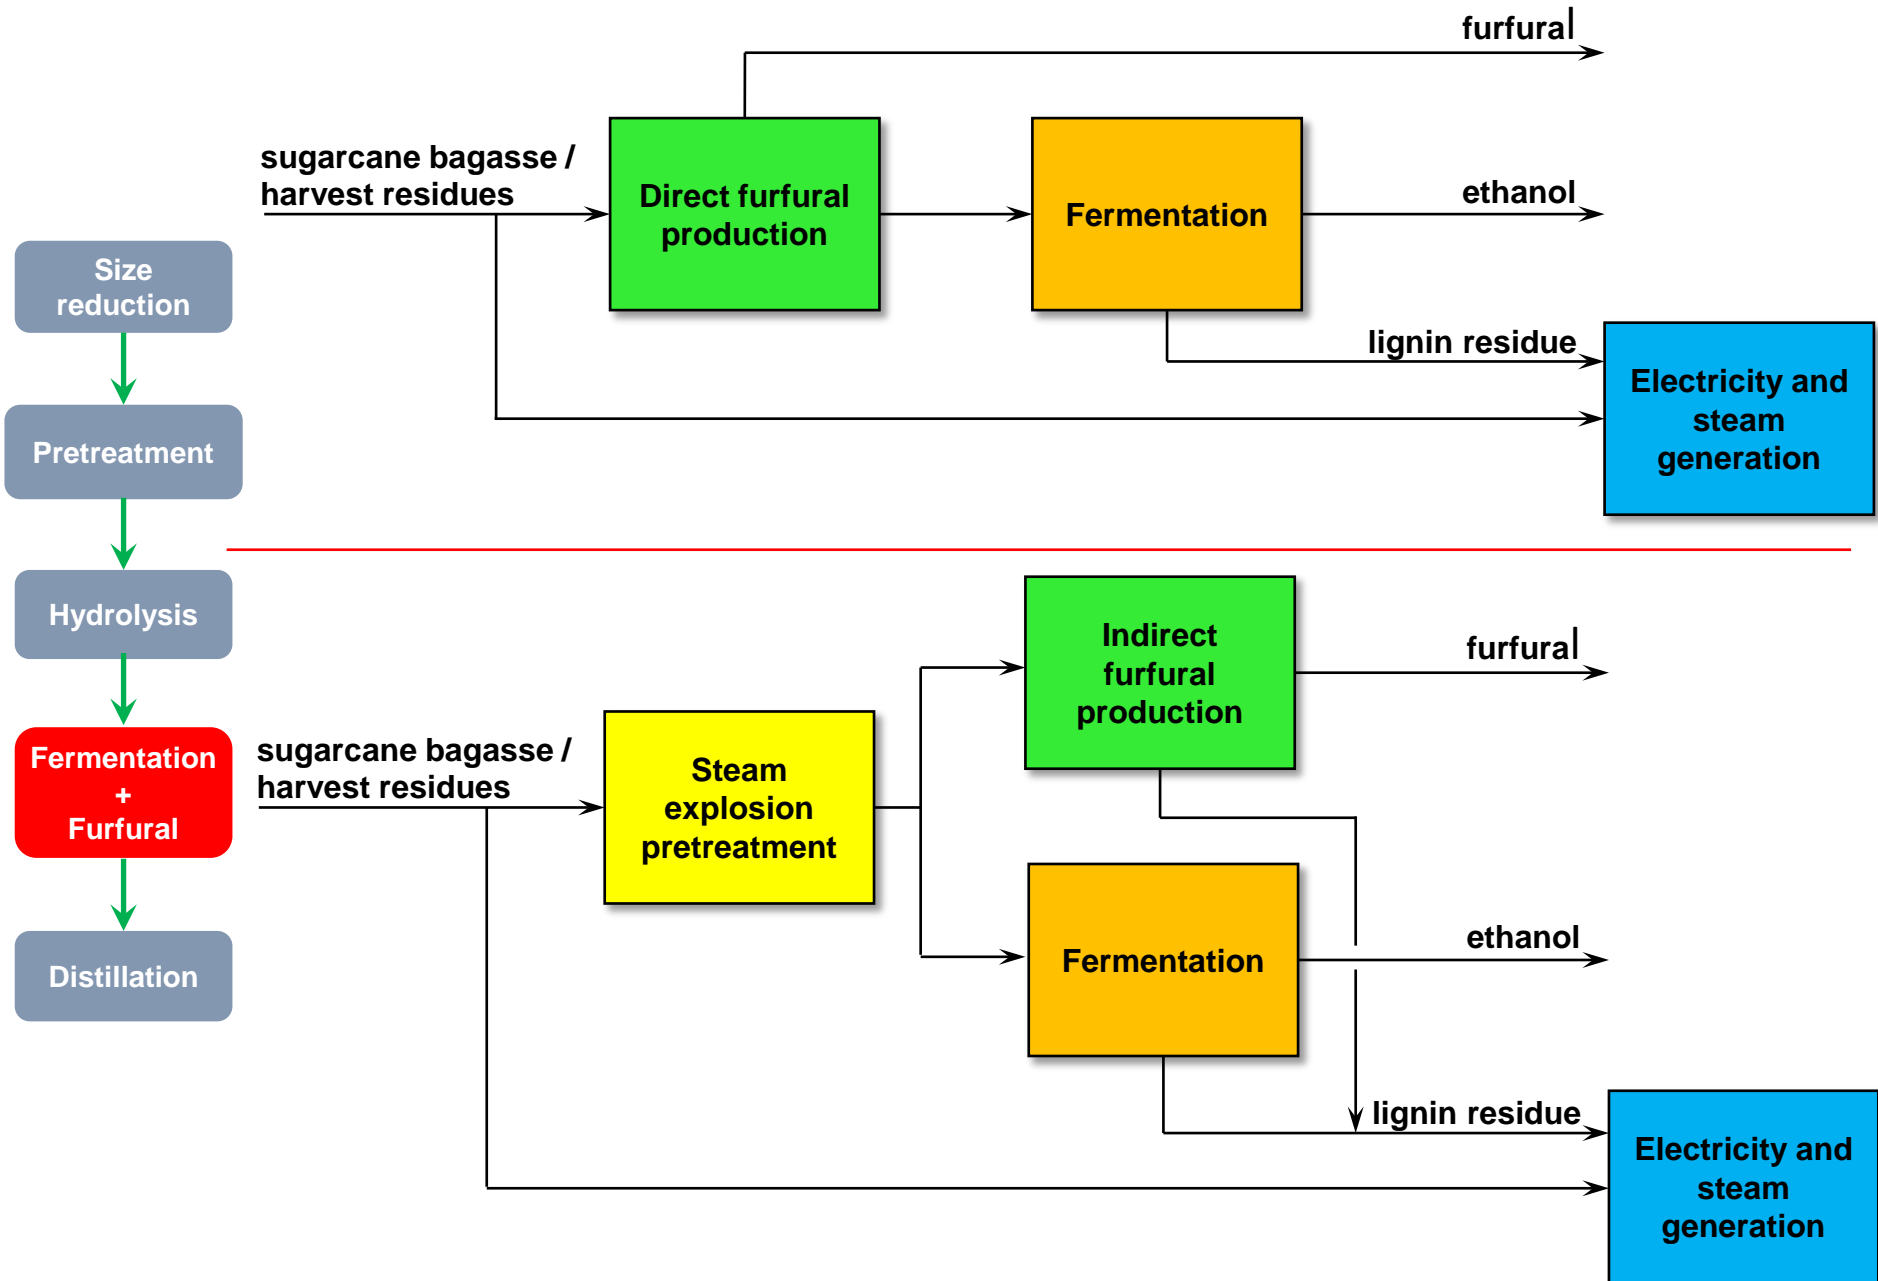 Size
reduction
Pretreatment
Hydrolysis
Fermentation
+
Furfural
Distillation
furfural
sugarcane bagasse /
harvest residues
Direct furfural
production
Fermentation
ethanol
lignin residue
Electricity and
steam
generation
Indirect
furfural
production
furfural
sugarcane bagasse /
harvest residues
Steam
explosion
pretreatment
Fermentation
ethanol
lignin residue
Electricity and
steam
generation